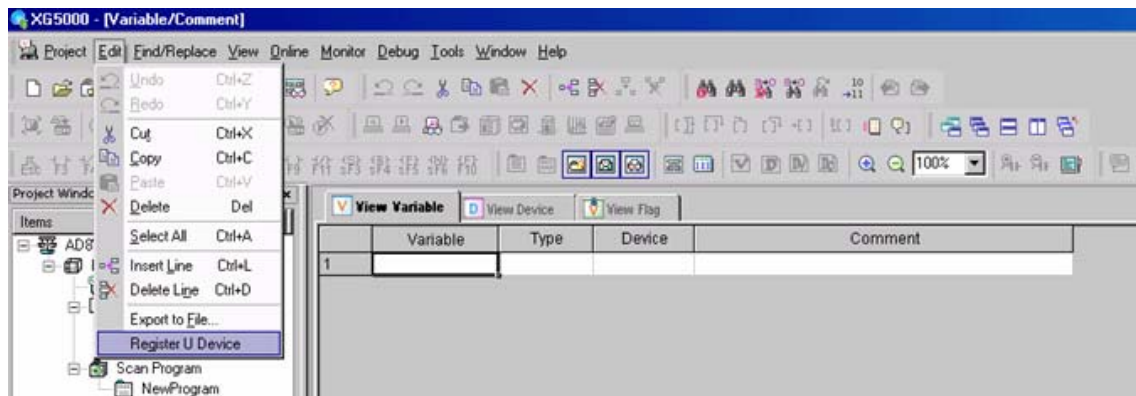 XG5000 - [Variable/Comment]
Project Edit Find/Replace View Online Monitor Debug Tools Window Help
Undo Ctrl+Z
Redo Ctrl+Y
Cut Ctrl+X
Copy Ctrl+C
Paste Ctrl+V
Delete Del
Select All Ctrl+A
Insert Line Ctrl+L
Delete Line Ctrl+D
Export to File...
Register U Device
100%
Project Windo
Items
Scan Program
NewProgram
V View Variable D View Device View Flag
Variable Type Device Comment
1